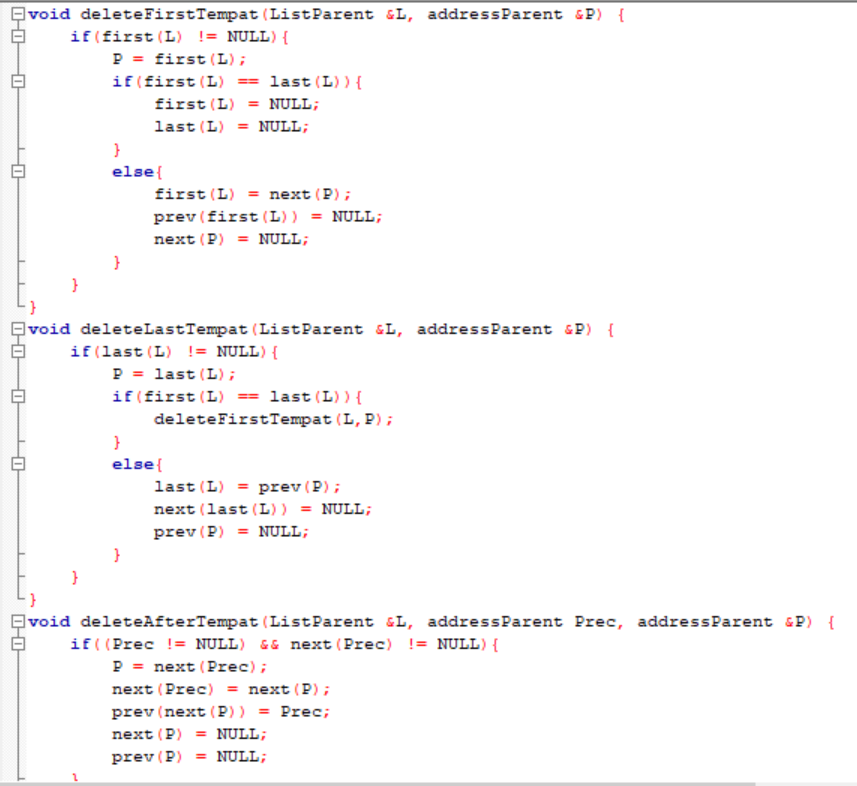 void deleteFirstTempat(ListParent &L, addressParent &P) {
    if(first(L) != NULL){
        P = first(L);
        if(first(L) == last(L)){
            first(L) = NULL;
            last(L) = NULL;
        }
        else{
            first(L) = next(P);
            prev(first(L)) = NULL;
            next(P) = NULL;
        }
    }
}
void deleteLastTempat(ListParent &L, addressParent &P) {
    if(last(L) != NULL){
        P = last(L);
        if(first(L) == last(L)){
            deleteFirstTempat(L,P);
        }
        else{
            last(L) = prev(P);
            next(last(L)) = NULL;
            prev(P) = NULL;
        }
    }
}
void deleteAfterTempat(ListParent &L, addressParent Prec, addressParent &P) {
    if((Prec != NULL) && next(Prec) != NULL){
        P = next(Prec);
        next(Prec) = next(P);
        prev(next(P)) = Prec;
        next(P) = NULL;
        prev(P) = NULL;
    }